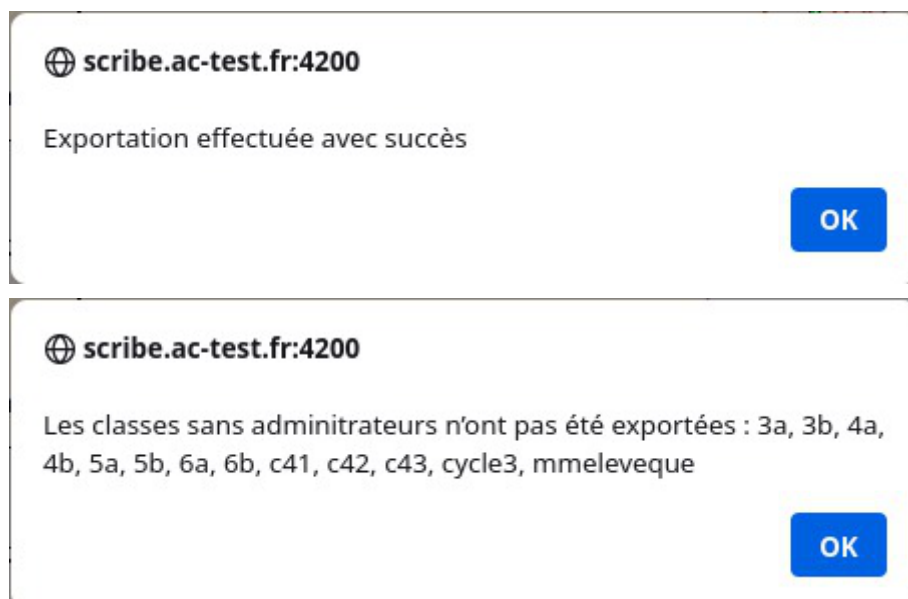 scribe.ac-test.fr:4200
Exportation effectuée avec succès
OK
scribe.ac-test.fr:4200
Les classes sans adminitrateurs n'ont pas été exportées : 3a, 3b, 4a,
4b, 5a, 5b, 6a, 6b, c41, c42, c43, cycle3, mmeleveque
OK